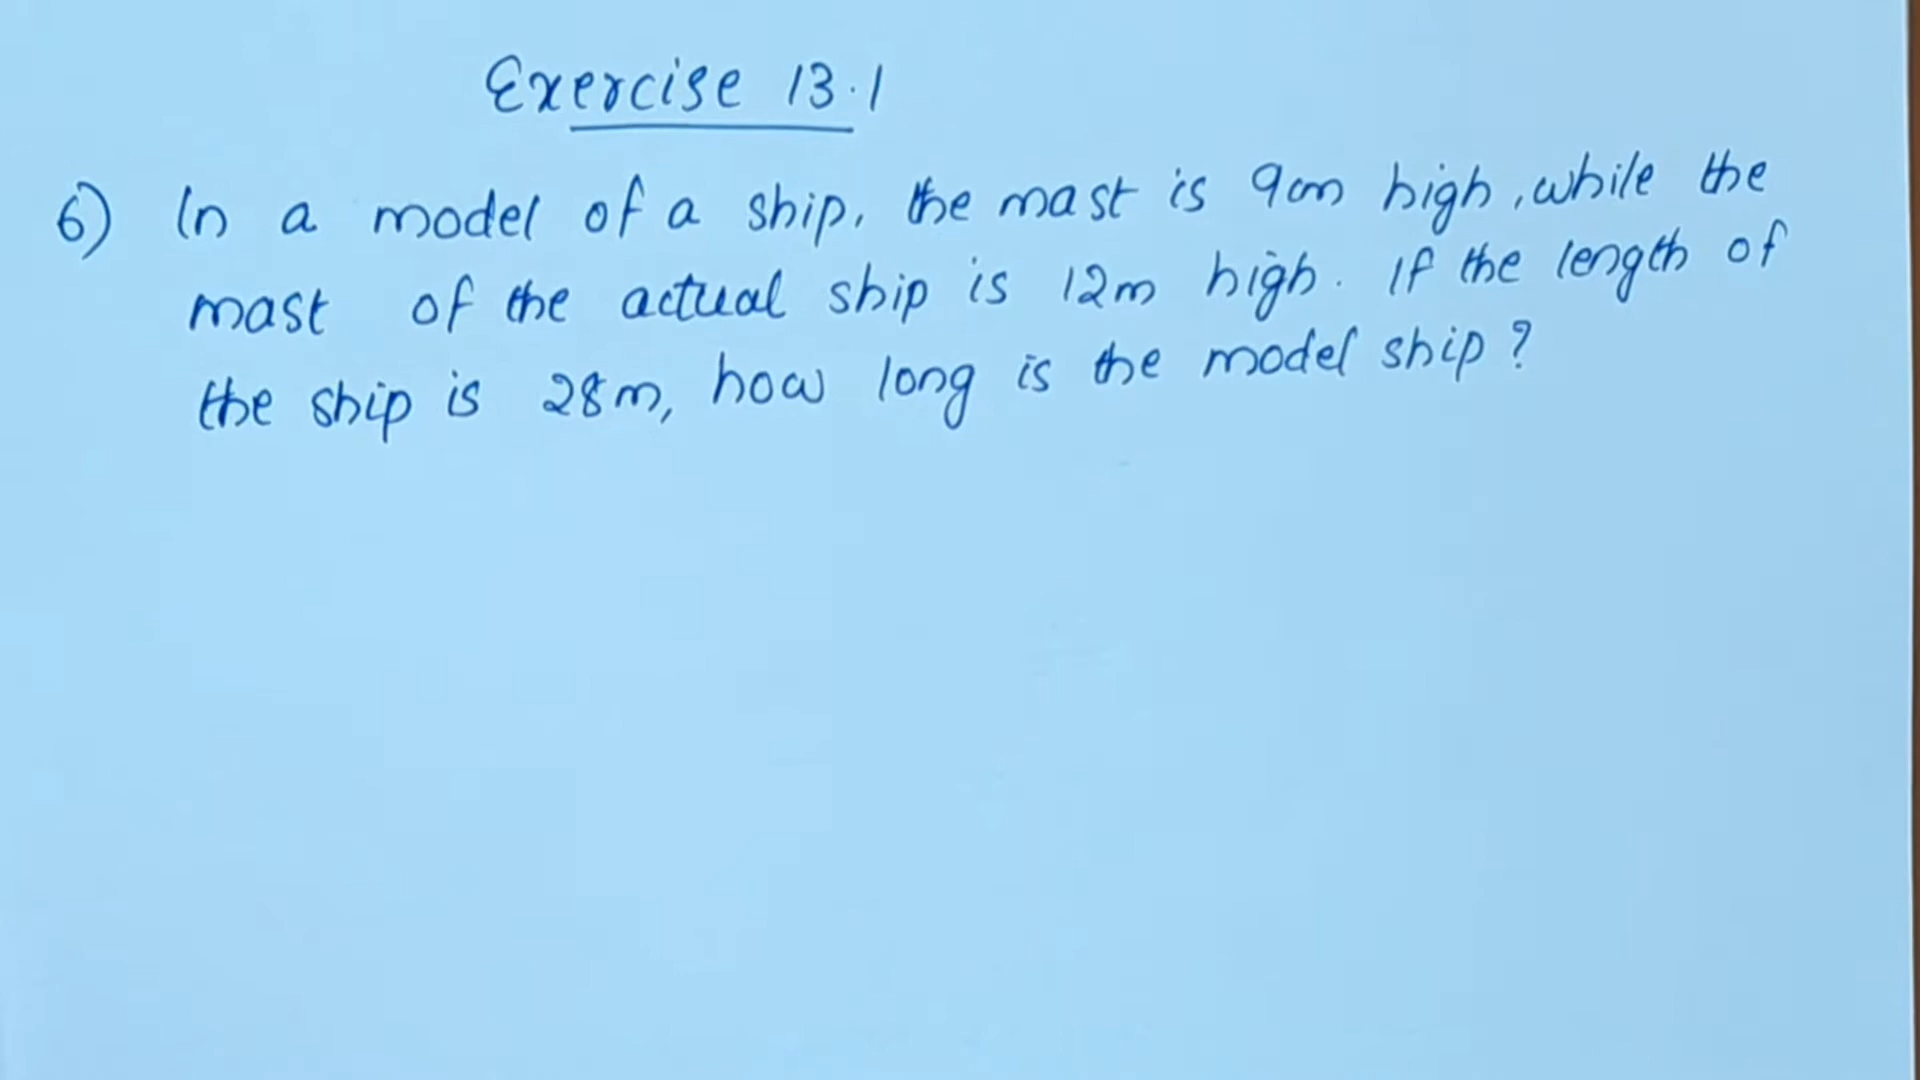 Exercise 13.1
6) In a model of a ship, the mast is 9cm high, while the
mast of the actual ship is 12m high. If the length of
the ship is 28m, how long is the model ship?